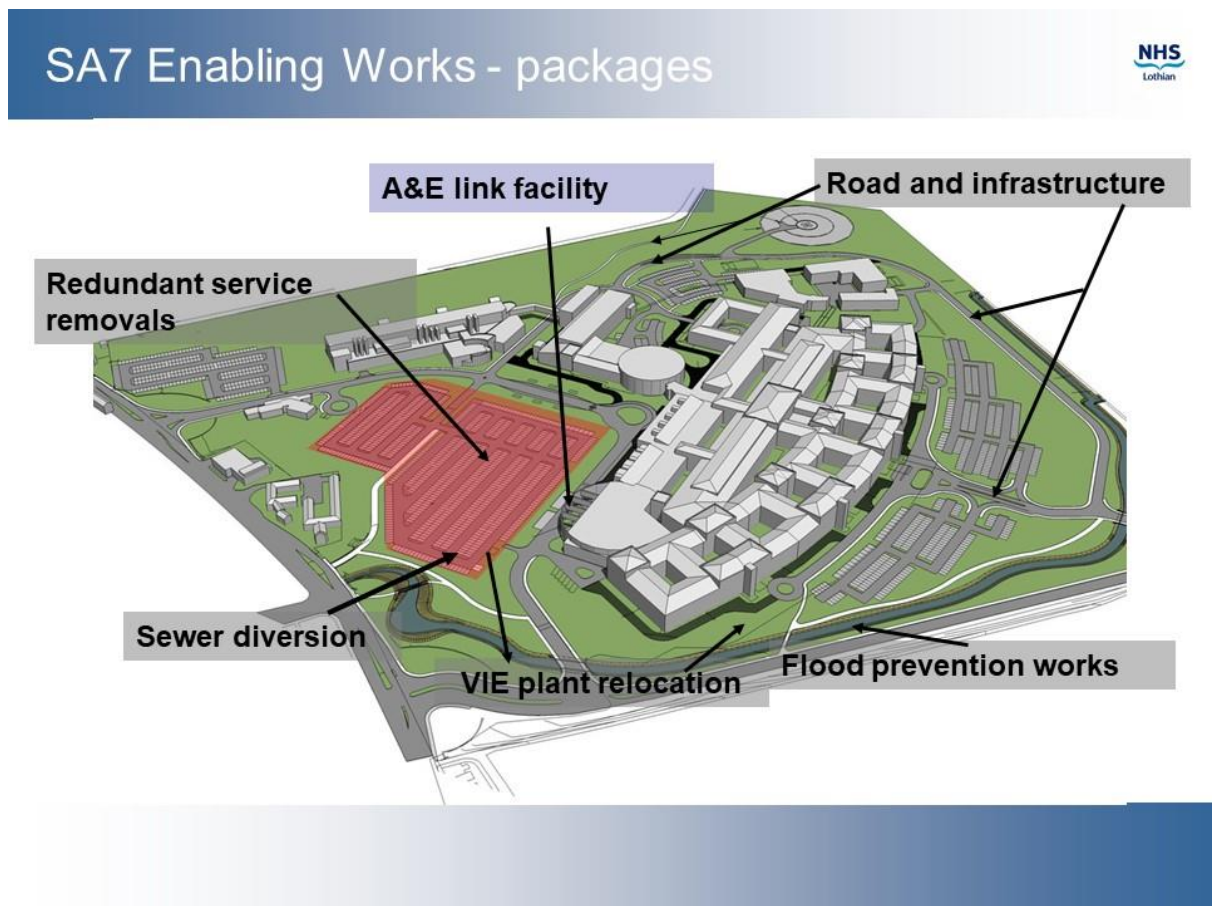 SA7 Enabling Works - packages
NHS
Lothian
A&E link facility
Road and infrastructure
Redundant service
removals
Sewer diversion
VIE plant relocation
Flood prevention works